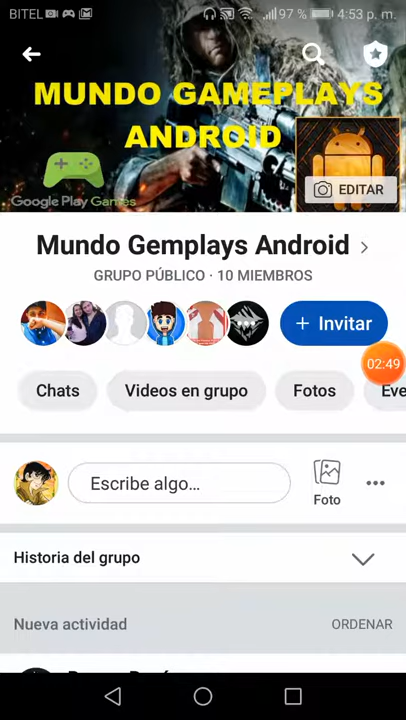 BITEL 97 % 4:53 p. m.
MUNDO GAMEPLAYS
ANDROID
Google Play Games
EDITAR
Mundo Gemplays Android
GRUPO PÚBLICO · 10 MIEMBROS
+ Invitar
02:49
Chats Videos en grupo Fotos Eve
Escribe algo...
Foto
Historia del grupo
Nueva actividad ORDENAR